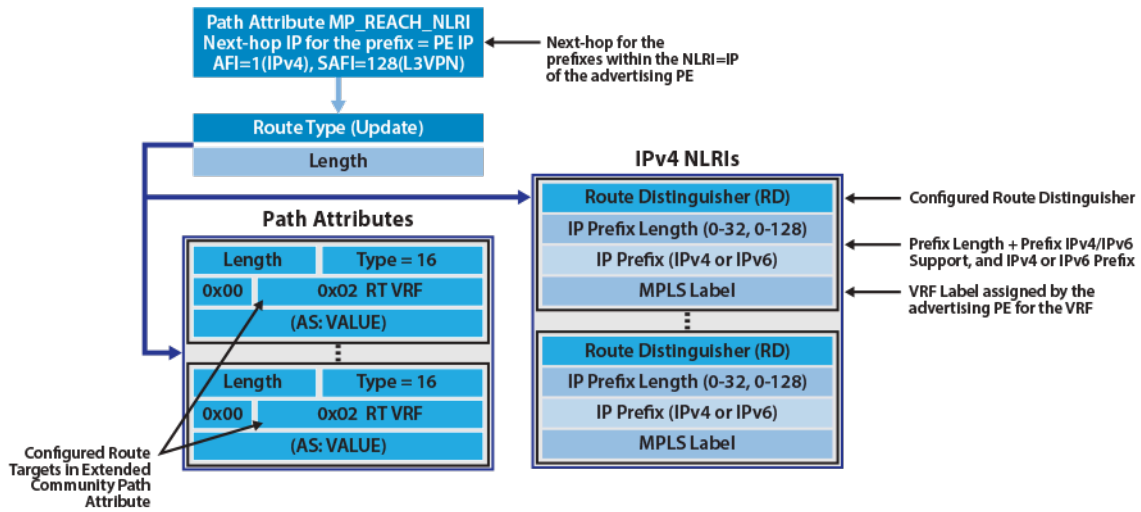 Path Attribute MP_REACH_NLRI
Next-hop IP for the prefix = PE IP
AFI=1(IPv4), SAFI=128(L3VPN)
Next-hop for the
prefixes within the NLRI=IP
of the advertising PE
Route Type (Update)
Length
IPv4 NLRIs
Route Distinguisher (RD)
IP Prefix Length (0-32, 0-128)
IP Prefix (IPv4 or IPv6)
MPLS Label
Configured Route Distinguisher
Prefix Length + Prefix IPv4/IPv6
Support, and IPv4 or IPv6 Prefix
VRF Label assigned by the
advertising PE for the VRF
Route Distinguisher (RD)
IP Prefix Length (0-32, 0-128)
IP Prefix (IPv4 or IPv6)
MPLS Label
Path Attributes
Length
Type = 16
0x00
0x02 RT VRF
(AS: VALUE)
Length
Type = 16
0x00
0x02 RT VRF
(AS: VALUE)
Configured Route
Targets in Extended
Community Path
Attribute